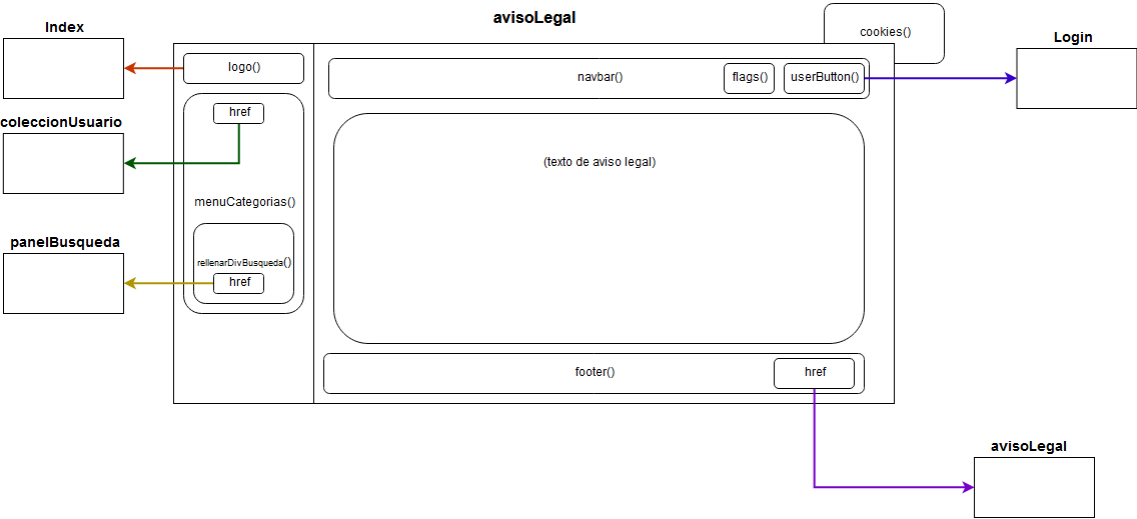 avisoLegal
Index
cookies()
Login
logo()
navbar()
flags()
userButton()
href
coleccionUsuario
(texto de aviso legal)
menuCategorias()
panelBusqueda
rellenarDivBusqueda()
href
footer()
href
avisoLegal